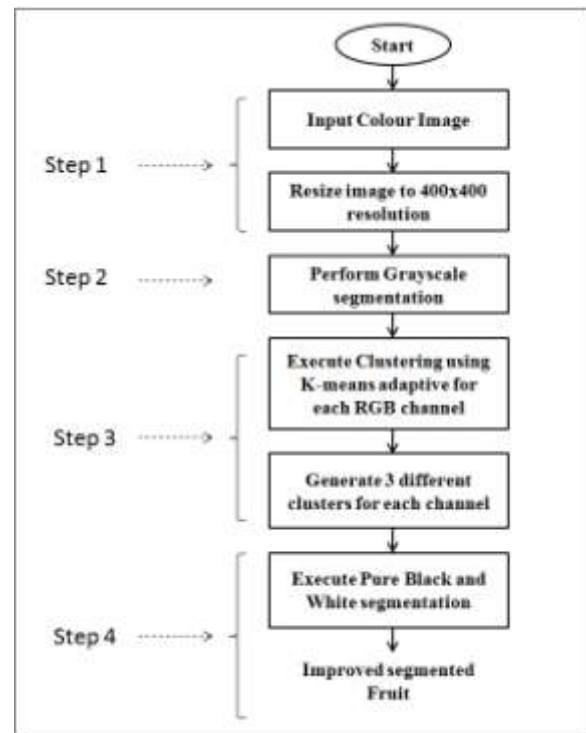 Start
Step 1
Input Colour Image
Resize image to 400x400
resolution
Step 2
Perform Grayscale
segmentation
Step 3
Execute Clustering using
K-means adaptive for
each RGB channel
Generate 3 different
clusters for each channel
Step 4
Execute Pure Black and
White segmentation
Improved segmented
Fruit